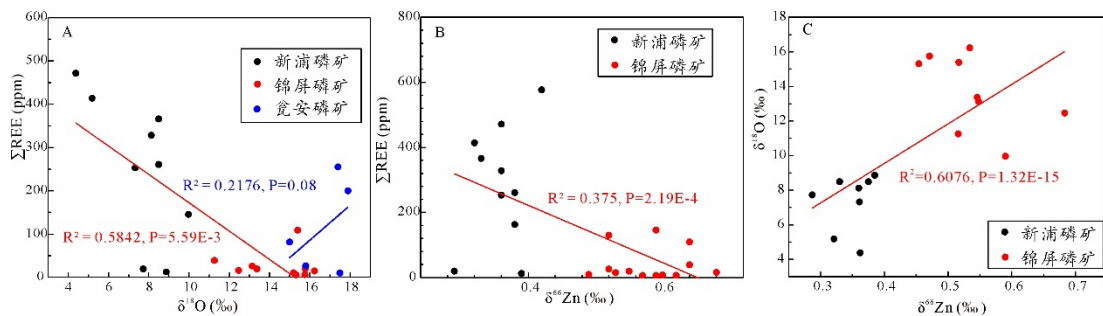 A
新浦磷矿
锦屏磷矿
瓮安磷矿
R² = 0.2176, P=0.08
R² = 0.5842, P=5.59E-3
∑REE (ppm)
600
500
400
300
200
100
0
4 6 8 10 12 14 16 18
δ¹⁸O (‰)
B
新浦磷矿
锦屏磷矿
R² = 0.375, P=2.19E-4
∑REE (ppm)
800
600
400
200
0
0.4 0.6
δ⁶⁶Zn (‰)
C
R²=0.6076, P=1.32E-15
新浦磷矿
锦屏磷矿
δ¹⁸O (‰)
18
16
14
12
10
8
6
4
0.3 0.4 0.5 0.6 0.7
δ⁶⁶Zn (‰)